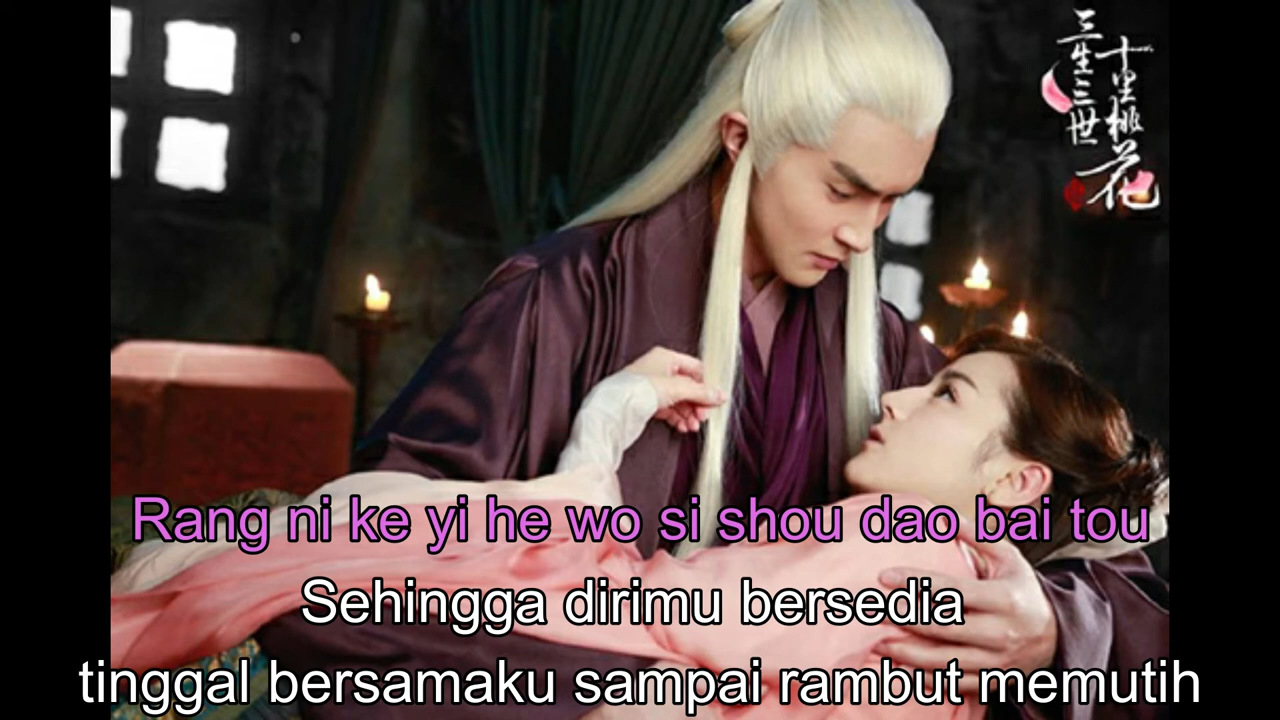 三生三世
十里桃花
Rang ni ke yi he wo si shou dao bai tou
Sehingga dirimu bersedia
tinggal bersamaku sampai rambut memutih